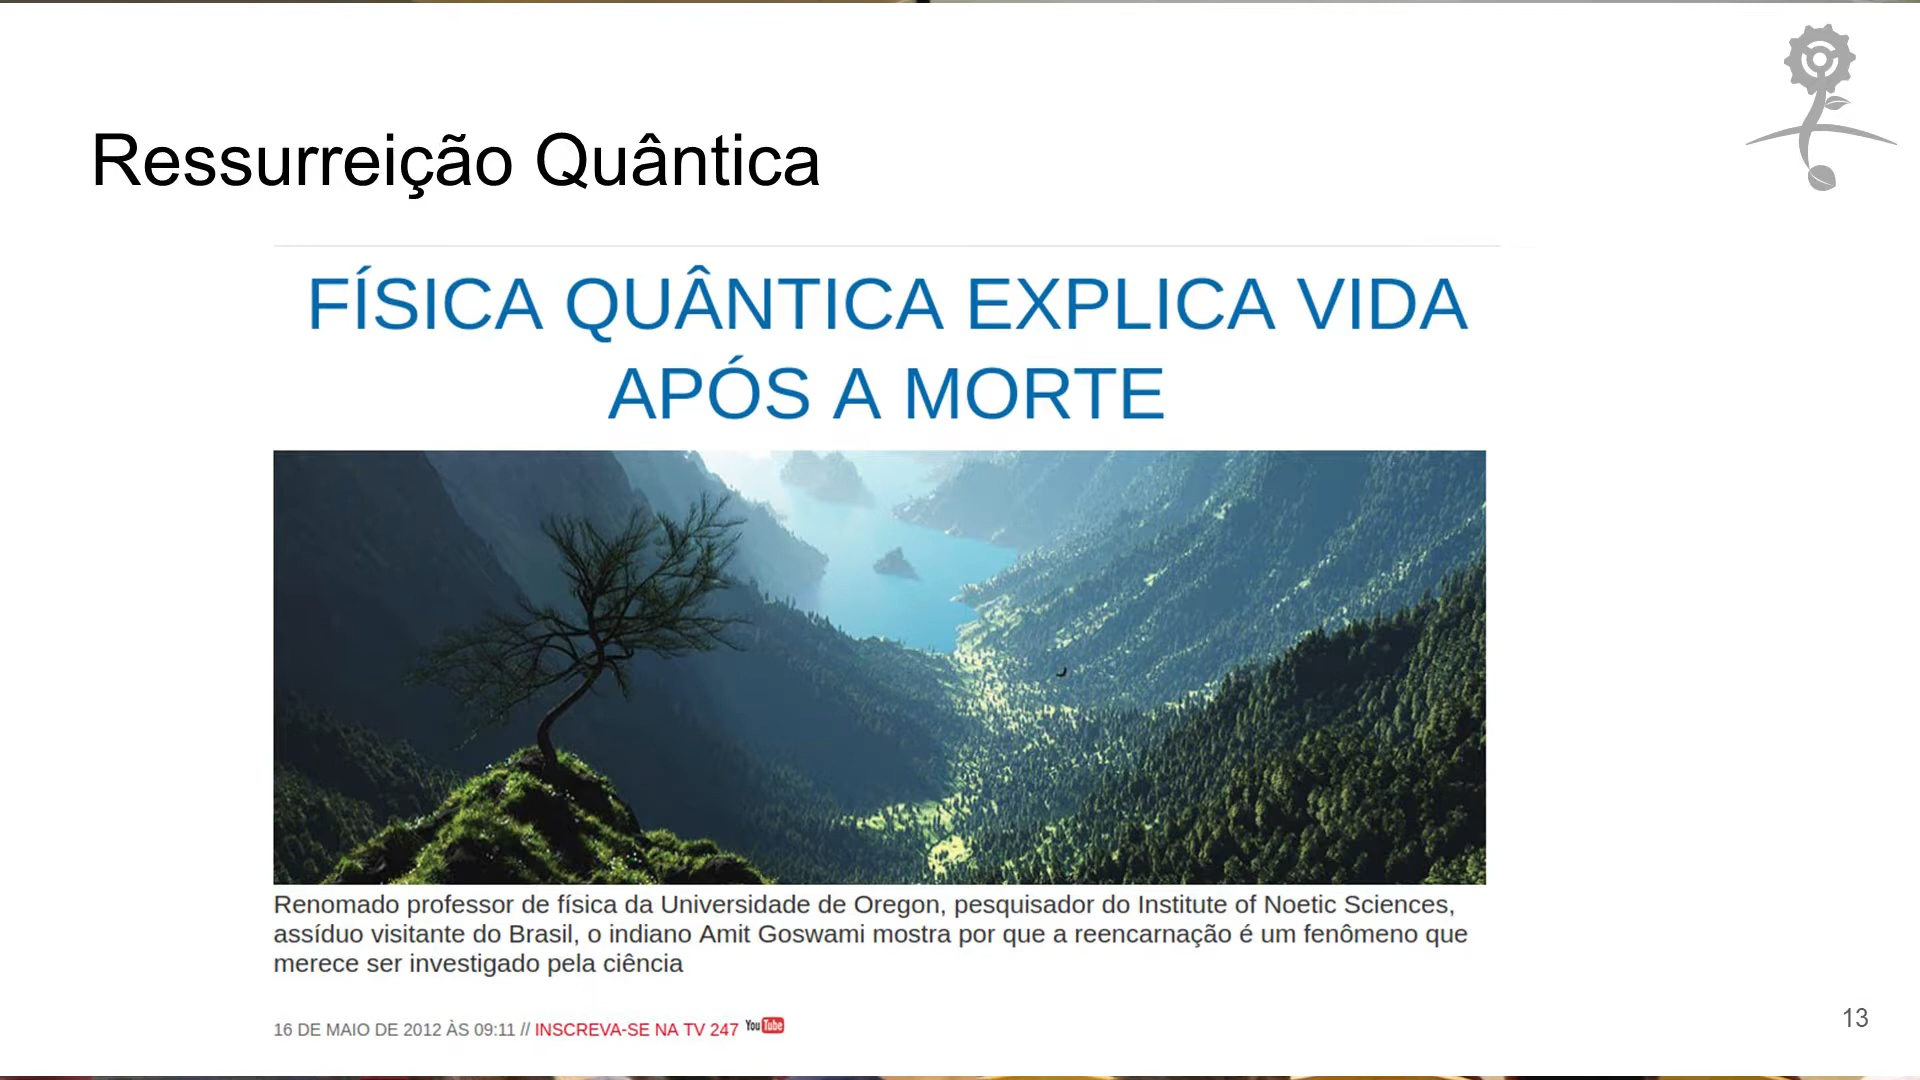 Ressurreição Quântica
FÍSICA QUÂNTICA EXPLICA VIDA
APÓS A MORTE
Renomado professor de física da Universidade de Oregon, pesquisador do Institute of Noetic Sciences,
assíduo visitante do Brasil, o indiano Amit Goswami mostra por que a reencarnação é um fenômeno que
merece ser investigado pela ciência
16 DE MAIO DE 2012 ÀS 09:11 // INSCREVA-SE NA TV 247 YouTube
13